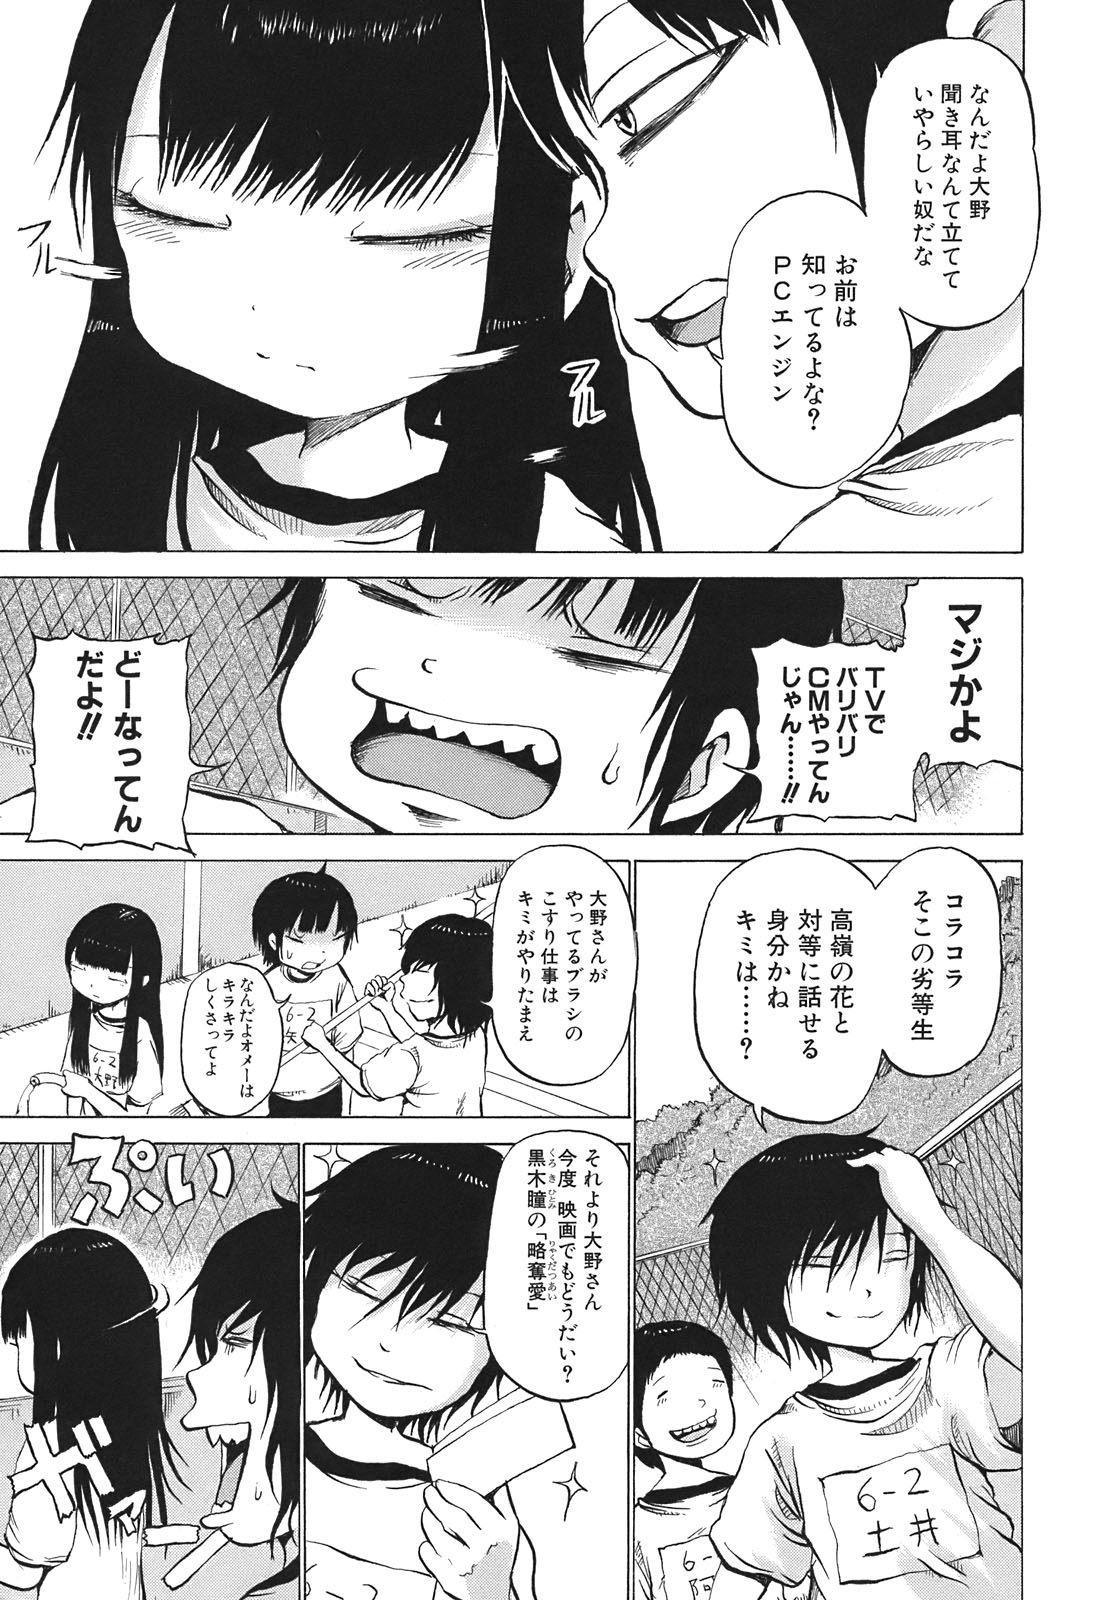 なんだよ大野
聞き耳なんて立てて
いやらしい奴だな
お前は
知ってるよな?
PCエンジン
フル
フル
マジかよ
TVで
バリバリ
CMやってん
じゃん……!!
どーなってん
だよ!!
コラコラ
そこの劣等生
高嶺の花と
対等に話せる
身分かね
キミは……?
6-2
土井
6-
阿
大野さんが
やってるブラシの
こすり仕事は
キミがやりたまえ
なんだよオメーは
キラキラ
しくさってよ
6-2
矢
6-2
大野
それより大野さん
今度 映画でもどうだい?
黒木瞳の「略奪愛」
くろきひとみ
りゃくだつあい
ぷい
ガーマ